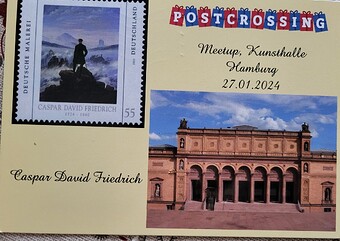 DEUTSCHE MALEREI
DEUTSCHLAND
CASPAR DAVID FRIEDRICH
55
POSTCROSSING
Meetup, Kunsthalle
Hamburg
27.01.2024
Caspar David Friedrich